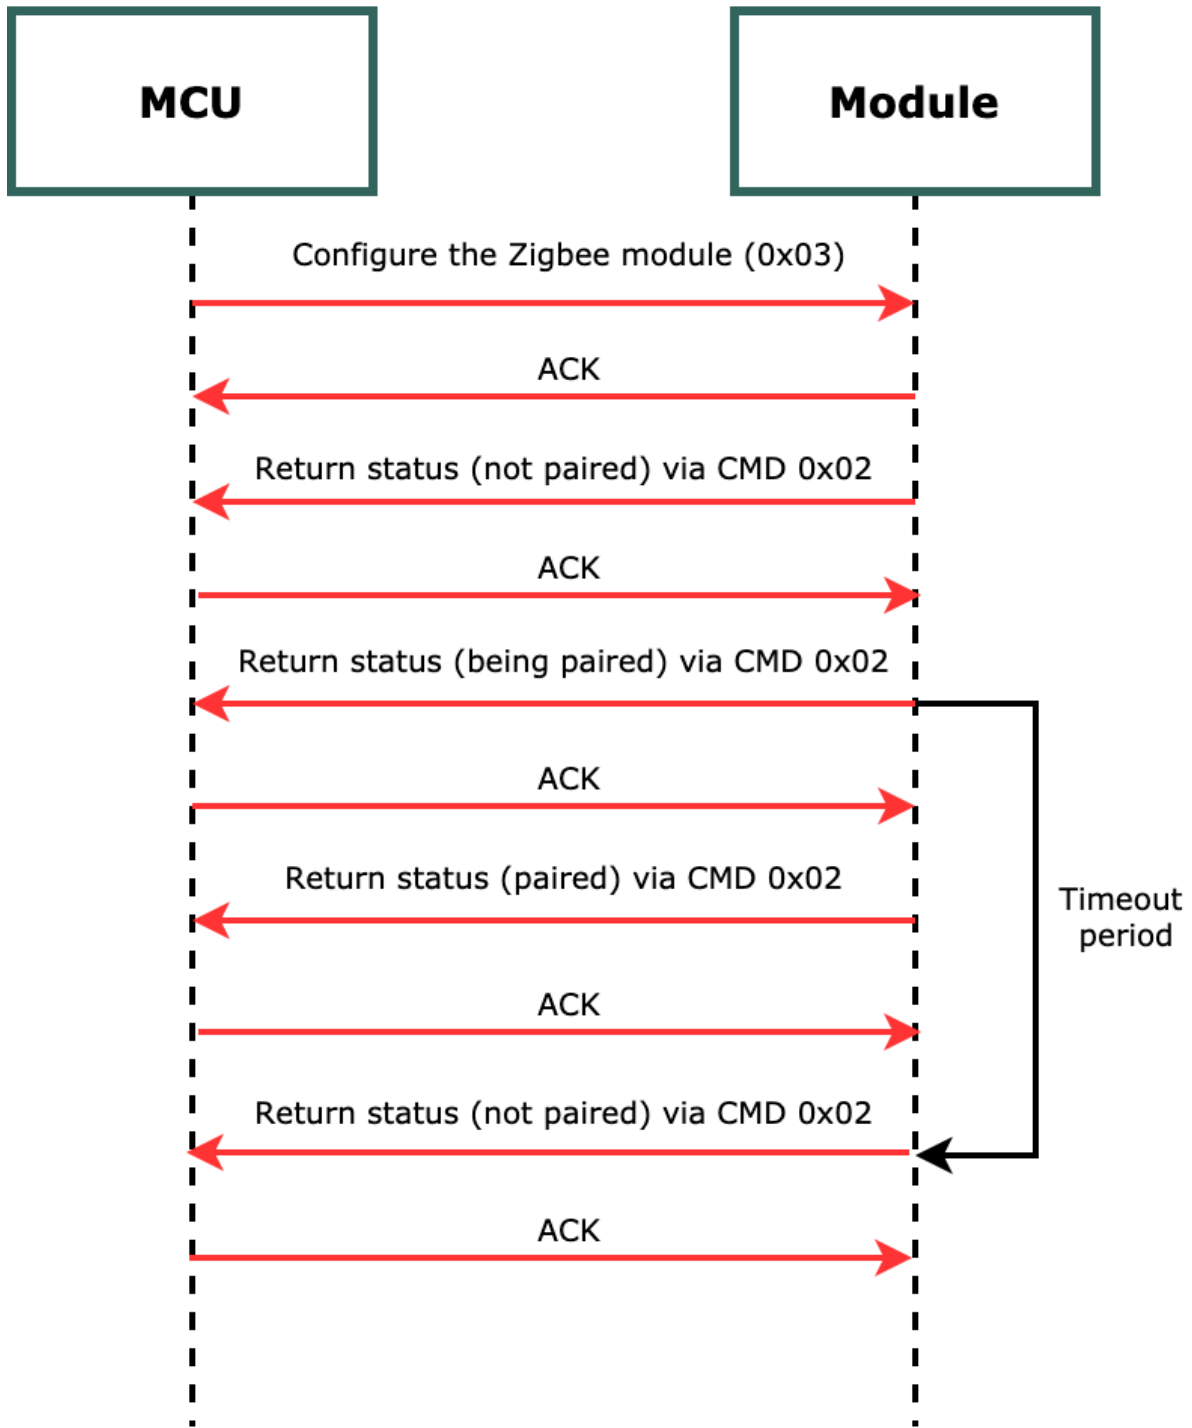 MCU
Module
Configure the Zigbee module (0x03)
ACK
Return status (not paired) via CMD 0x02
ACK
Return status (being paired) via CMD 0x02
ACK
Return status (paired) via CMD 0x02
Timeout
period
ACK
Return status (not paired) via CMD 0x02
ACK